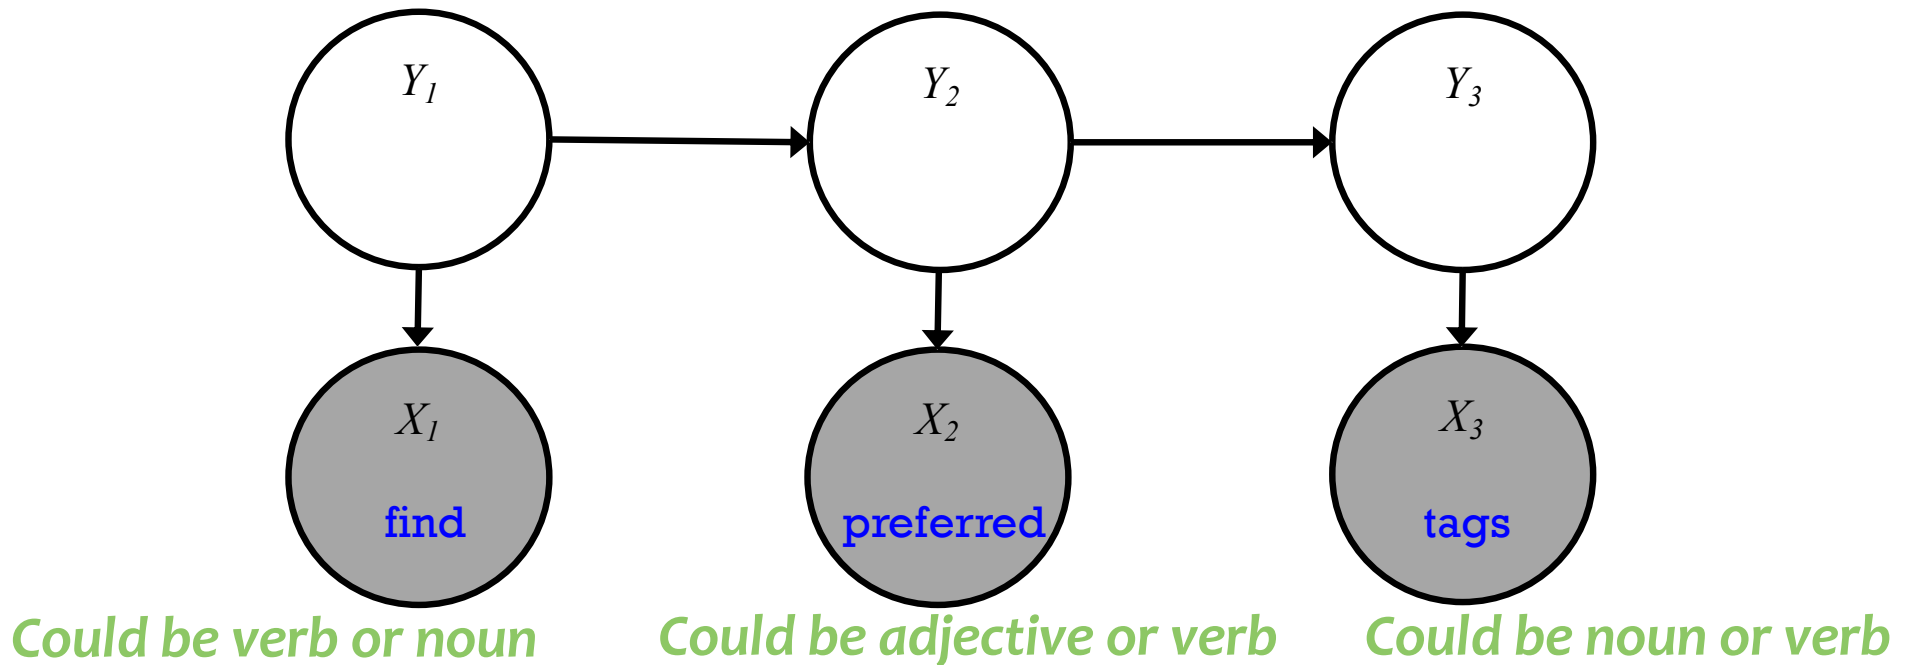 Y1
Y2
Y3
X1
X2
X3
find
preferred
tags
Could be verb or noun
Could be adjective or verb
Could be noun or verb